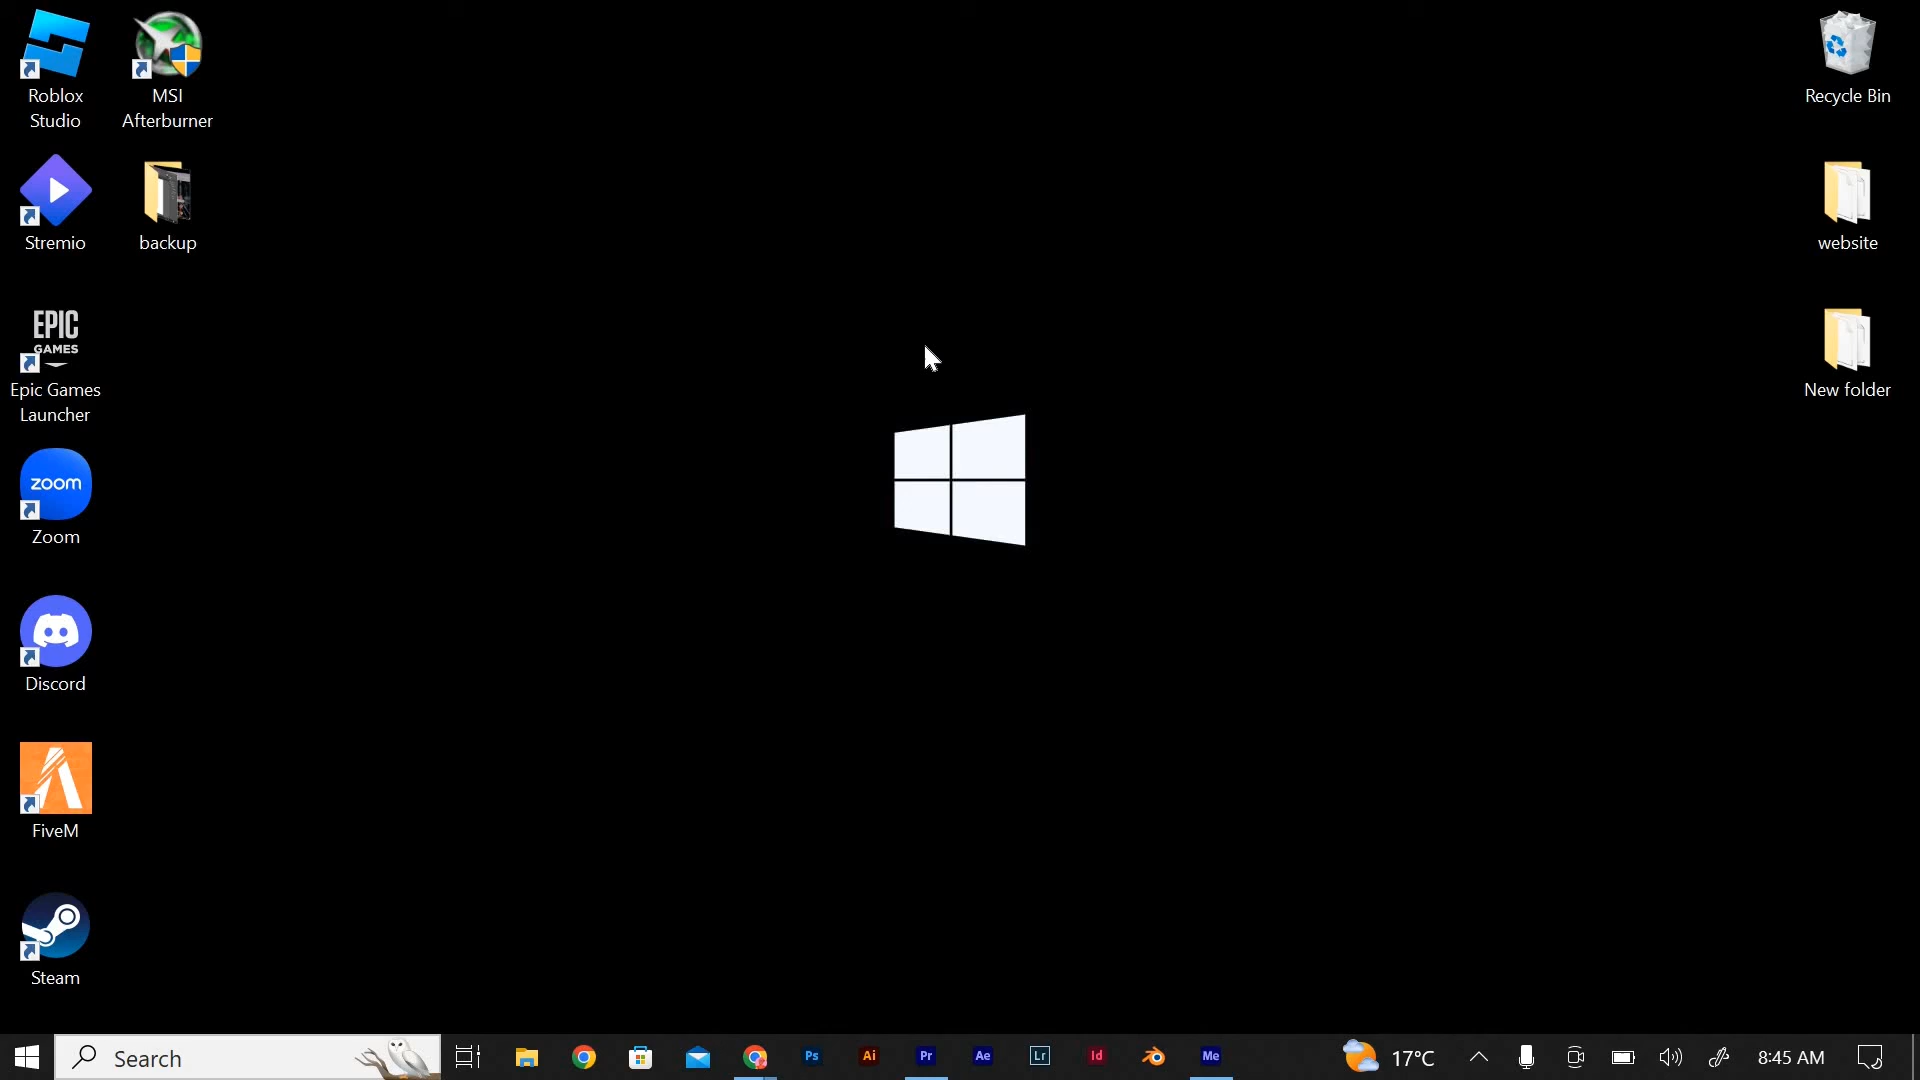 Roblox
Studio
MSI
Afterburner
Recycle Bin
Stremio
backup
website
EPIC
GAMES
Epic Games
Launcher
New folder
zoom
Zoom
Discord
FiveM
Steam
Search
Ps
Ai
Pr
Ae
Lr
Id
Me
17°C
8:45 AM